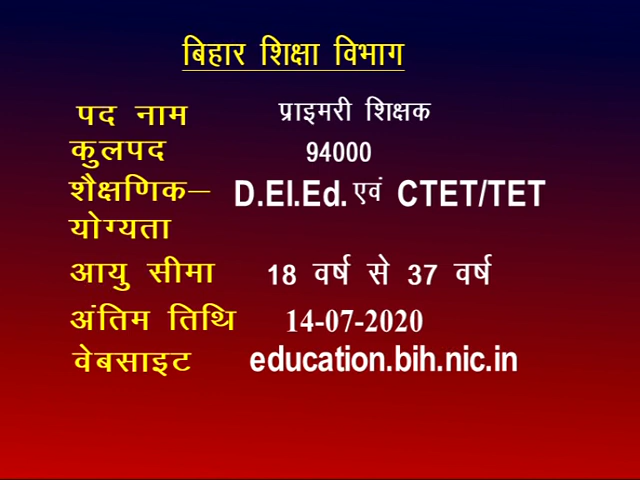 बिहार शिक्षा विभाग
पद नाम प्राइमरी शिक्षक
कुलपद 94000
शैक्षणिक– D.El.Ed. एवं CTET/TET
योग्यता
आयु सीमा 18 वर्ष से 37 वर्ष
अंतिम तिथि 14-07-2020
वेबसाइट education.bih.nic.in